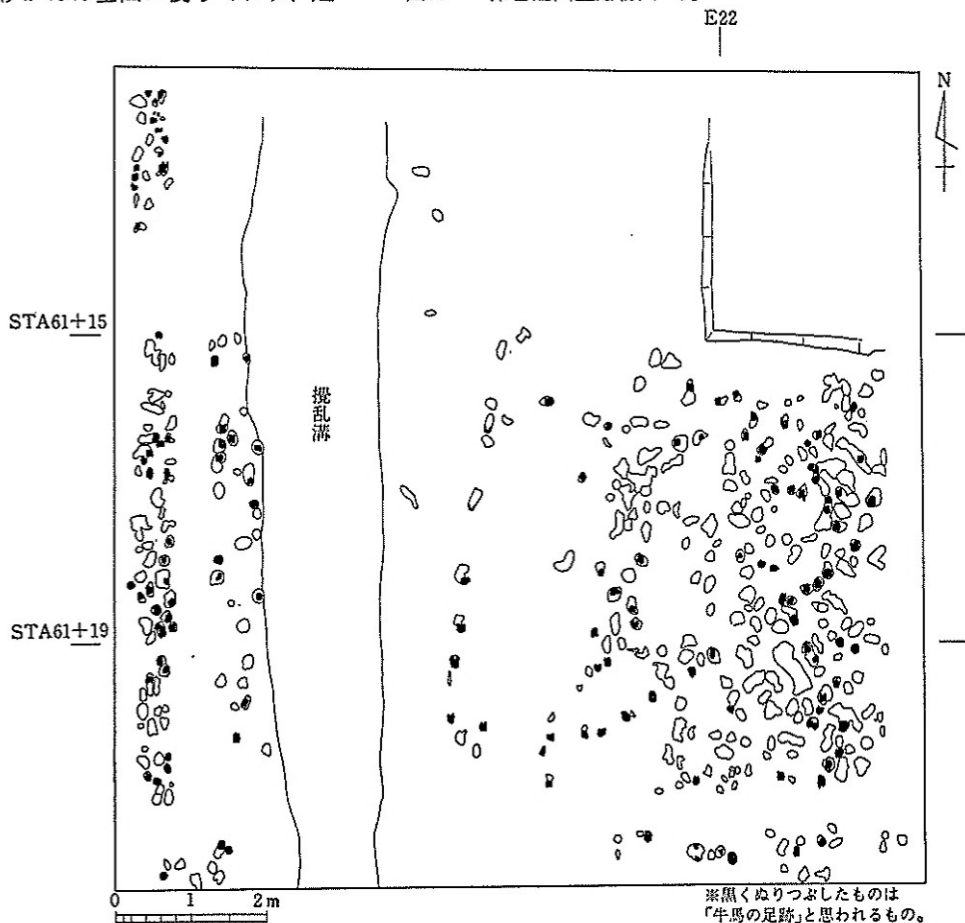 E22
N
STA61+15
攪乱溝
STA61+19
0 1 2m
※黒くぬりつぶしたものは
「牛馬の足跡」と思われるもの。